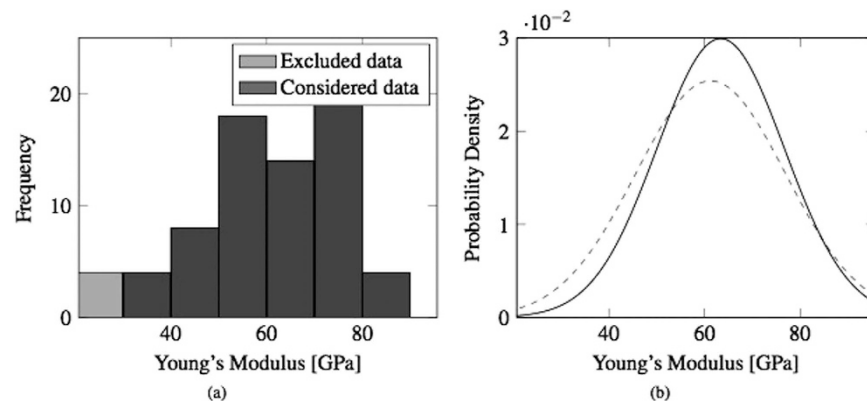 Excluded data
Considered data
20
10
0
40
60
80
Frequency
Young's Modulus [GPa]
(a)
·10⁻²
3
2
1
0
40
60
80
Probability Density
Young's Modulus [GPa]
(b)